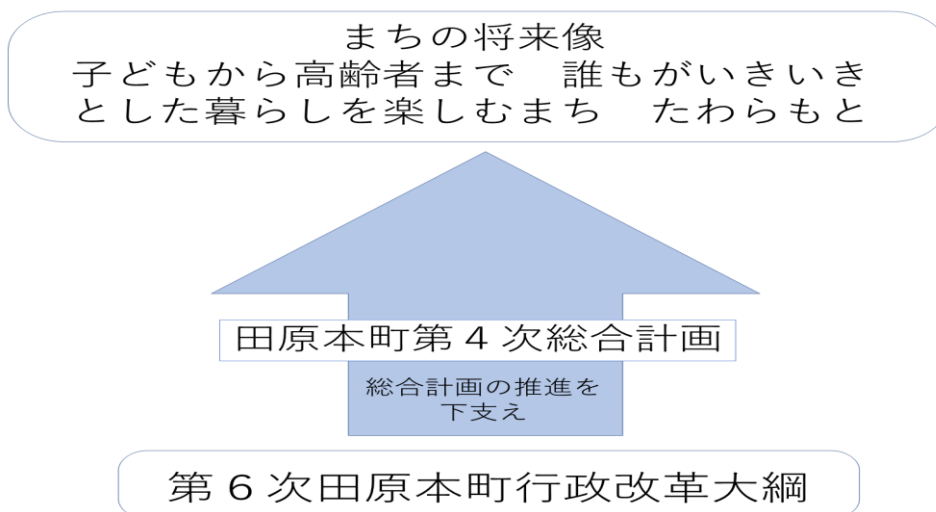 まちの将来像
子どもから高齢者まで　誰もがいきいき
とした暮らしを楽しむまち　たわらもと
田原本町第４次総合計画
総合計画の推進を
下支え
第６次田原本町行政改革大綱